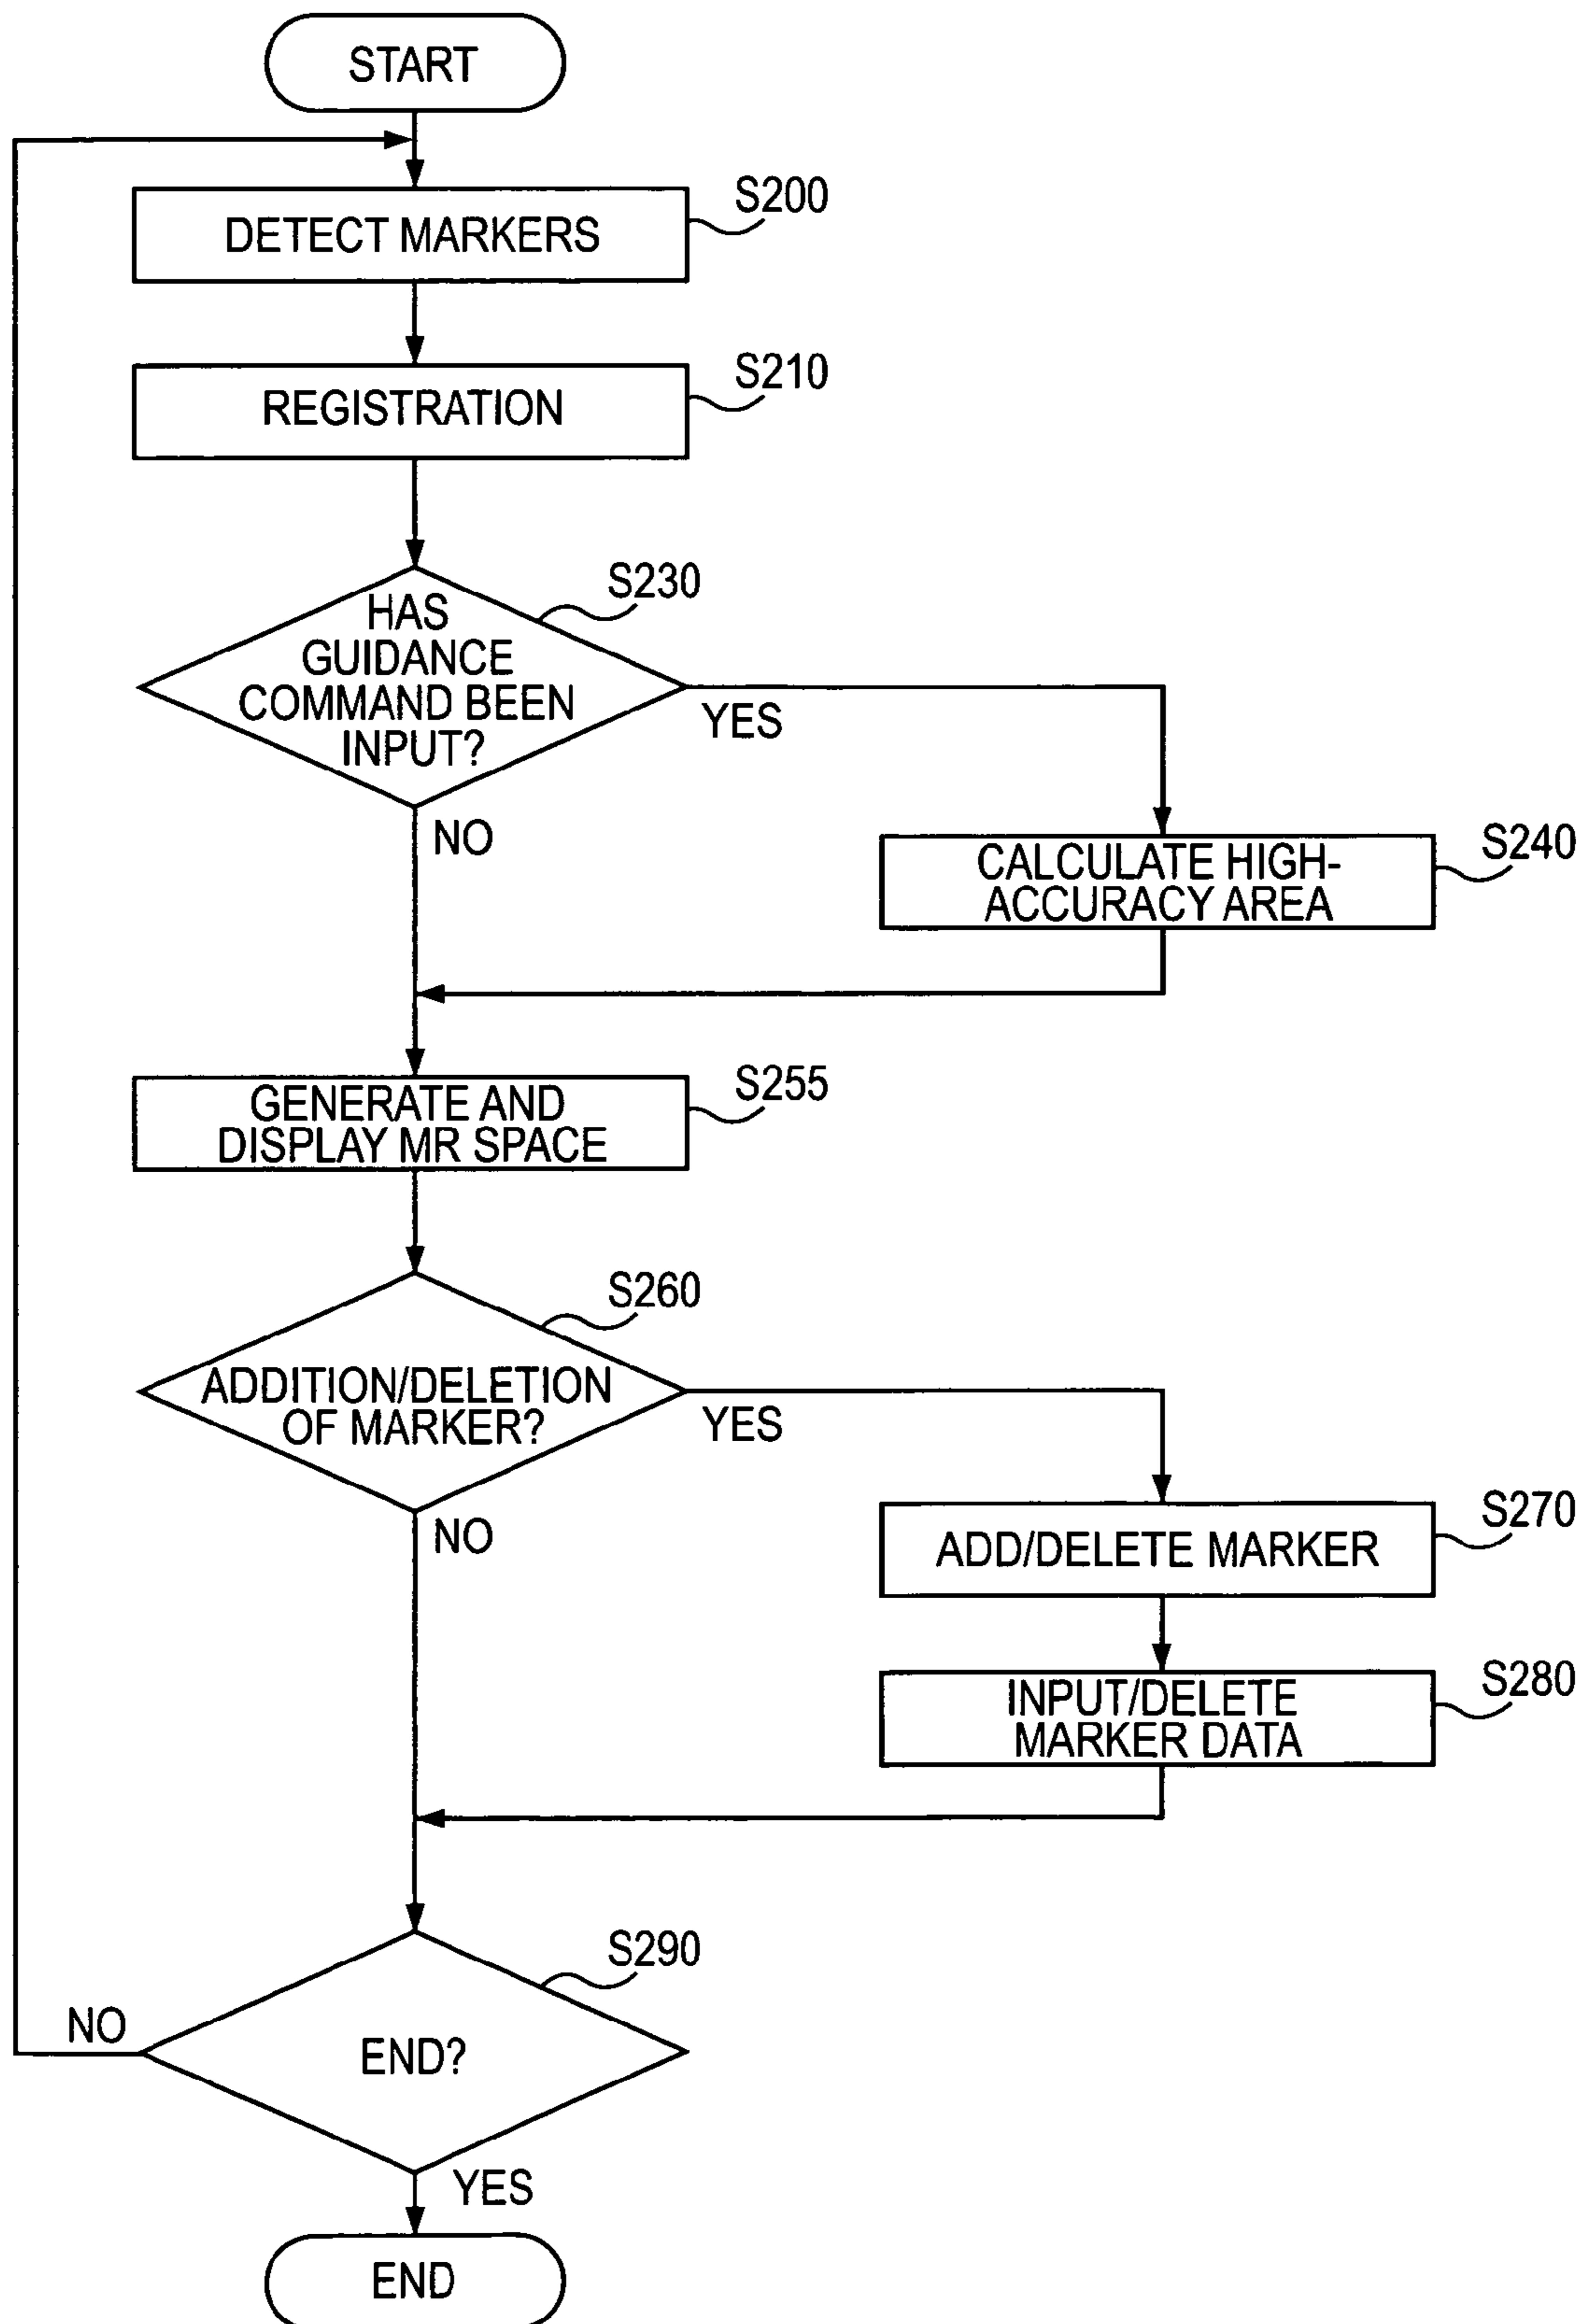 START
S200
DETECT MARKERS
S210
REGISTRATION
S230
HAS
GUIDANCE
COMMAND BEEN
INPUT?
YES
NO
S240
CALCULATE HIGH-
ACCURACY AREA
S255
GENERATE AND
DISPLAY MR SPACE
S260
ADDITION/DELETION
OF MARKER?
YES
NO
S270
ADD/DELETE MARKER
S280
INPUT/DELETE
MARKER DATA
S290
NO
END?
YES
END